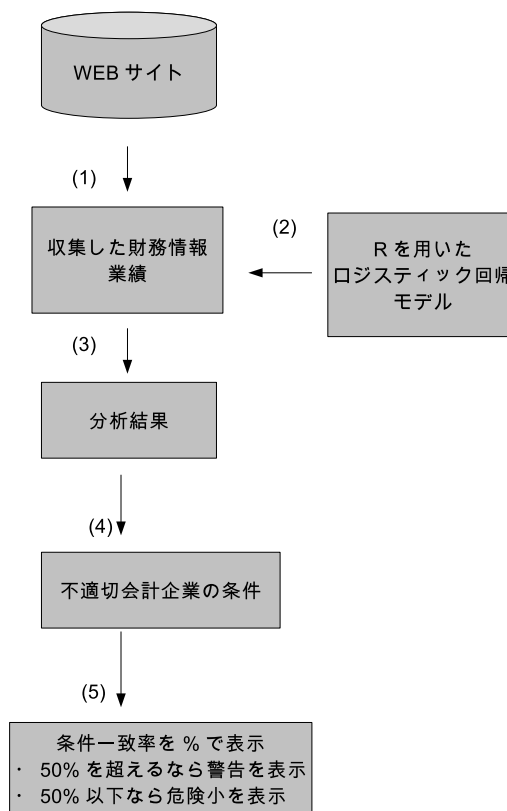 WEB サイト
(1)
収集した財務情報
業績
(2)
R を用いた
ロジスティック回帰
モデル
(3)
分析結果
(4)
不適切会計企業の条件
(5)
条件一致率を % で表示
・ 50% を超えるなら警告を表示
・ 50% 以下なら危険小を表示